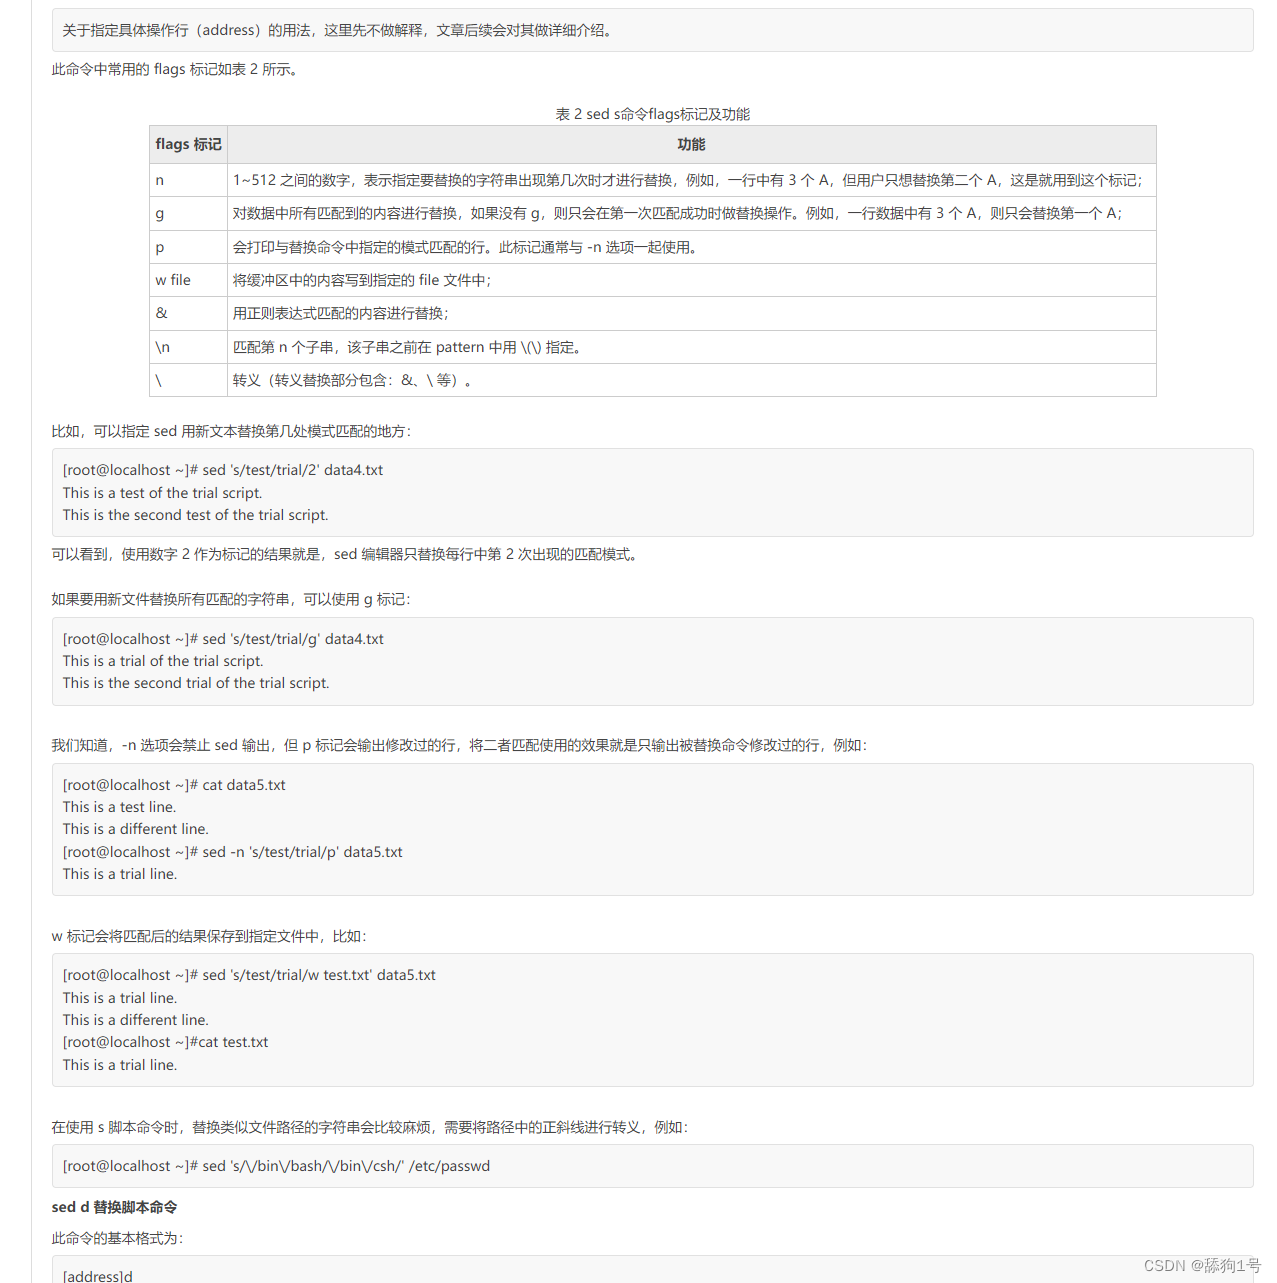 关于指定具体操作行（address）的用法，这里先不做解释，文章后续会对其做详细介绍。
此命令中常用的 flags 标记如表 2 所示。
表 2 sed s命令flags标记及功能
flags 标记 功能
n 1~512 之间的数字，表示指定要替换的字符串出现第几次时才进行替换，例如，一行中有 3 个 A，但用户只想替换第二个 A，这是就用到这个标记；
g 对数据中所有匹配到的内容进行替换，如果没有 g，则只会在第一次匹配成功时做替换操作。例如，一行数据中有 3 个 A，则只会替换第一个 A；
p 会打印与替换命令中指定的模式匹配的行。此标记通常与 -n 选项一起使用。
w file 将缓冲区中的内容写到指定的 file 文件中；
& 用正则表达式匹配的内容进行替换；
\n 匹配第 n 个子串，该子串之前在 pattern 中用 \(\) 指定。
\ 转义（转义替换部分包含：&、\ 等）。
比如，可以指定 sed 用新文本替换第几处模式匹配的地方：
[root@localhost ~]# sed 's/test/trial/2' data4.txt
This is a test of the trial script.
This is the second test of the trial script.
可以看到，使用数字 2 作为标记的结果就是，sed 编辑器只替换每行中第 2 次出现的匹配模式。
如果要用新文件替换所有匹配的字符串，可以使用 g 标记：
[root@localhost ~]# sed 's/test/trial/g' data4.txt
This is a trial of the trial script.
This is the second trial of the trial script.
我们知道，-n 选项会禁止 sed 输出，但 p 标记会输出修改过的行，将二者匹配使用的效果就是只输出被替换命令修改过的行，例如：
[root@localhost ~]# cat data5.txt
This is a test line.
This is a different line.
[root@localhost ~]# sed -n 's/test/trial/p' data5.txt
This is a trial line.
w 标记会将匹配后的结果保存到指定文件中，比如：
[root@localhost ~]# sed 's/test/trial/w test.txt' data5.txt
This is a trial line.
This is a different line.
[root@localhost ~]#cat test.txt
This is a trial line.
在使用 s 脚本命令时，替换类似文件路径的字符串会比较麻烦，需要将路径中的正斜线进行转义，例如：
[root@localhost ~]# sed 's/\/bin\/bash/\/bin\/csh/' /etc/passwd
sed d 替换脚本命令
此命令的基本格式为：
[address]d
CSDN @舔狗1号